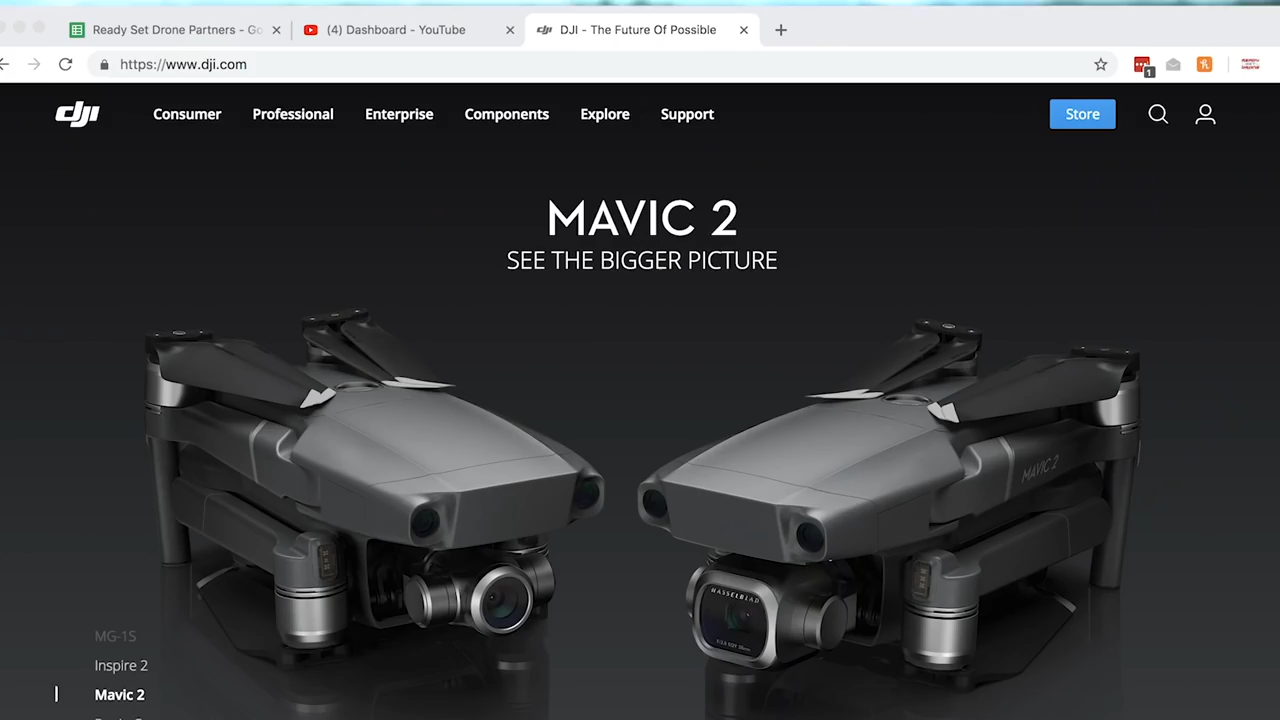 Ready Set Drone Partners - Go
(4) Dashboard - YouTube
DJI - The Future Of Possible
https://www.dji.com
1
dji
Consumer
Professional
Enterprise
Components
Explore
Support
Store
MAVIC 2
SEE THE BIGGER PICTURE
MAVIC 2
HASSELBLAD
MG-1S
Inspire 2
Mavic 2